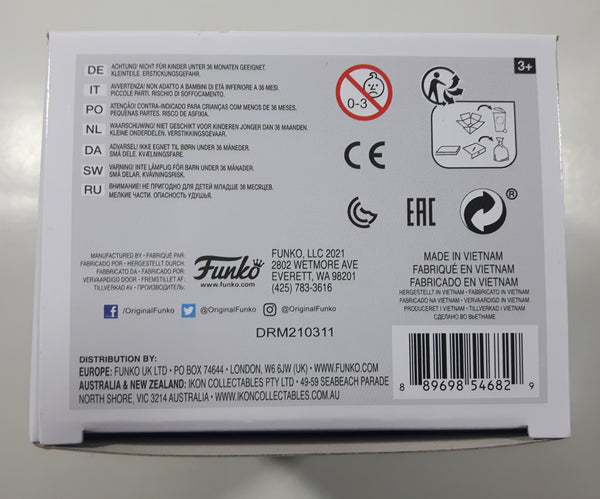 DE ACHTUNG! NICHT FÜR KINDER UNTER 36 MONATEN GEEIGNET.
KLEINTEILE. ERSTICKUNGSGEFAHR.
IT AVVERTENZA! NON ADATTO A BAMBINI DI ETÀ INFERIORE A 36 MESI.
PICCOLE PARTI. RISCHIO DI SOFFOCAMENTO.
PO ATENÇÃO! CONTRA-INDICADO PARA CRIANÇAS COM MENOS DE 36 MESES.
PEQUENAS PARTES. RISCO DE ASFIXIA.
NL WAARSCHUWING! NIET GESCHIKT VOOR KINDEREN JONGER DAN 36 MAANDEN.
KLEINE ONDERDELEN. VERSTIKKINGSGEVAAR.
DA ADVARSEL! IKKE EGNET TIL BØRN UNDER 36 MÅNEDER.
SMÅ DELE. KVÆLNINGSFARE.
SW VARNING! INTE LÄMPLIG FÖR BARN UNDER 36 MÅNADER.
SMÅ DELAR. KVÄVNINGSRISK.
RU ВНИМАНИЕ! НЕ ПРИГОДНО ДЛЯ ДЕТЕЙ МЛАДШЕ 36 МЕСЯЦЕВ.
МЕЛКИЕ ЧАСТИ. ОПАСНОСТЬ УДУШЬЯ.
0-3
3+
CE
EAC
®
MANUFACTURED BY • FABRIQUÉ PAR:
FABRICADO POR • HERGESTELLT DURCH:
FABBRICATO DA • FABRICADO POR:
VERVAARDIGD DOOR • FREMSTILLET AF:
TILLVERKAD AV • ПРОИЗВОДИТЕЛЬ:
Funko
www.funko.com
FUNKO, LLC 2021
2802 WETMORE AVE
EVERETT, WA 98201
(425) 783-3616
MADE IN VIETNAM
FABRIQUÉ EN VIETNAM
FABRICADO EN VIETNAM
HERGESTELLT IN VIETNAM • FABBRICATO IN VIETNAM
FABRICADO NA VIETNAM • VERVAARDIGD IN VIETNAM
PRODUCERET I VIETNAM • TILLVERKAD I VIETNAM
СДЕЛАНО ВО ВЬЕТНАМЕ
/OriginalFunko @OriginalFunko @OriginalFunko
DRM210311
DISTRIBUTION BY:
EUROPE: FUNKO UK LTD • PO BOX 74644 • LONDON, W6 6JW (UK) • WWW.FUNKO.COM
AUSTRALIA & NEW ZEALAND: IKON COLLECTABLES PTY LTD • 49-59 SEABEACH PARADE
NORTH SHORE, VIC 3214 AUSTRALIA • WWW.IKONCOLLECTABLES.COM
8 89698 54682 9